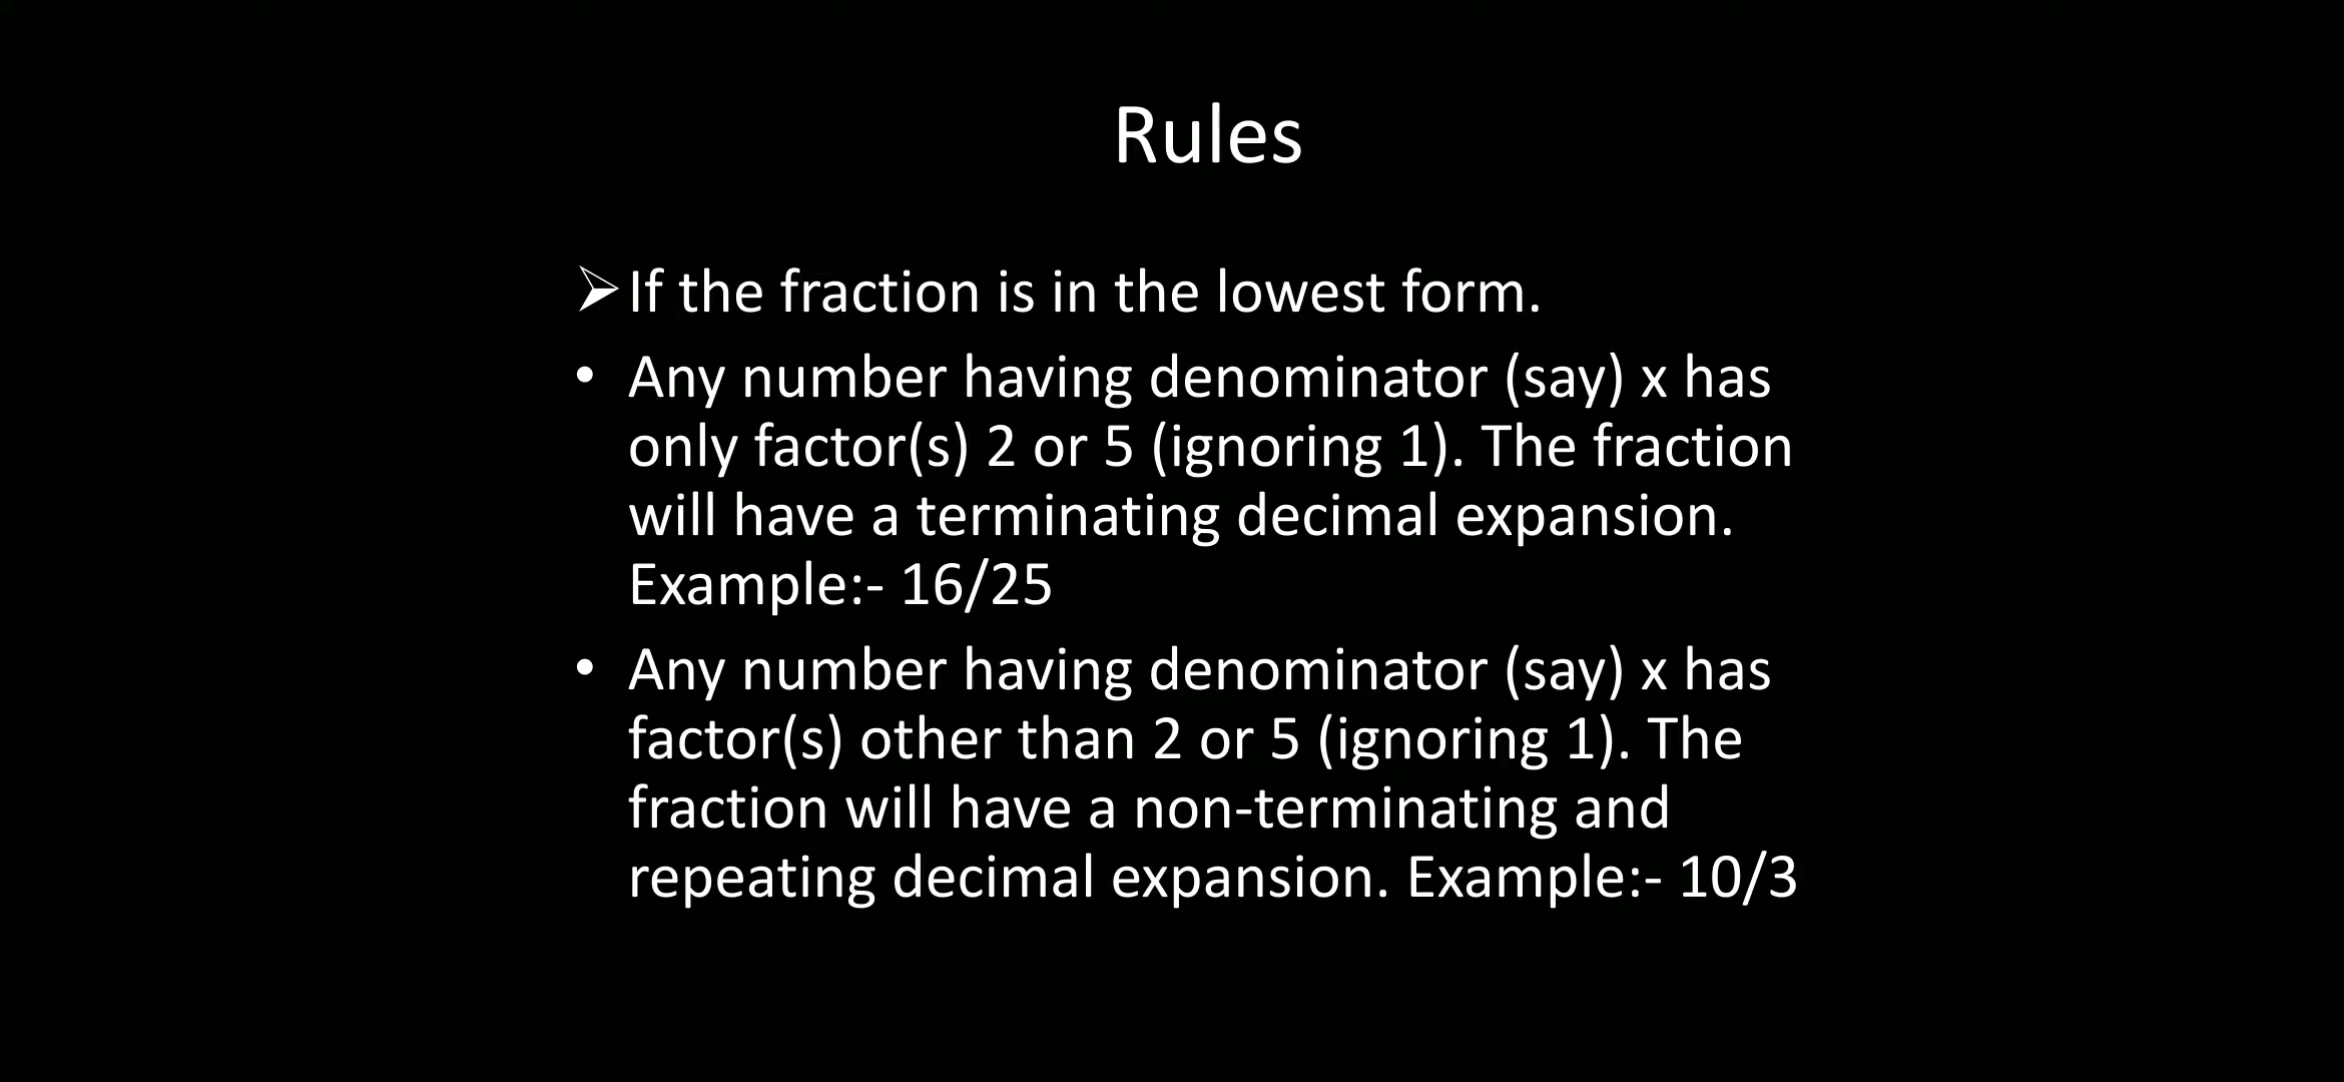 Rules
➢If the fraction is in the lowest form.
• Any number having denominator (say) x has
only factor(s) 2 or 5 (ignoring 1). The fraction
will have a terminating decimal expansion.
Example:- 16/25
• Any number having denominator (say) x has
factor(s) other than 2 or 5 (ignoring 1). The
fraction will have a non-terminating and
repeating decimal expansion. Example:- 10/3